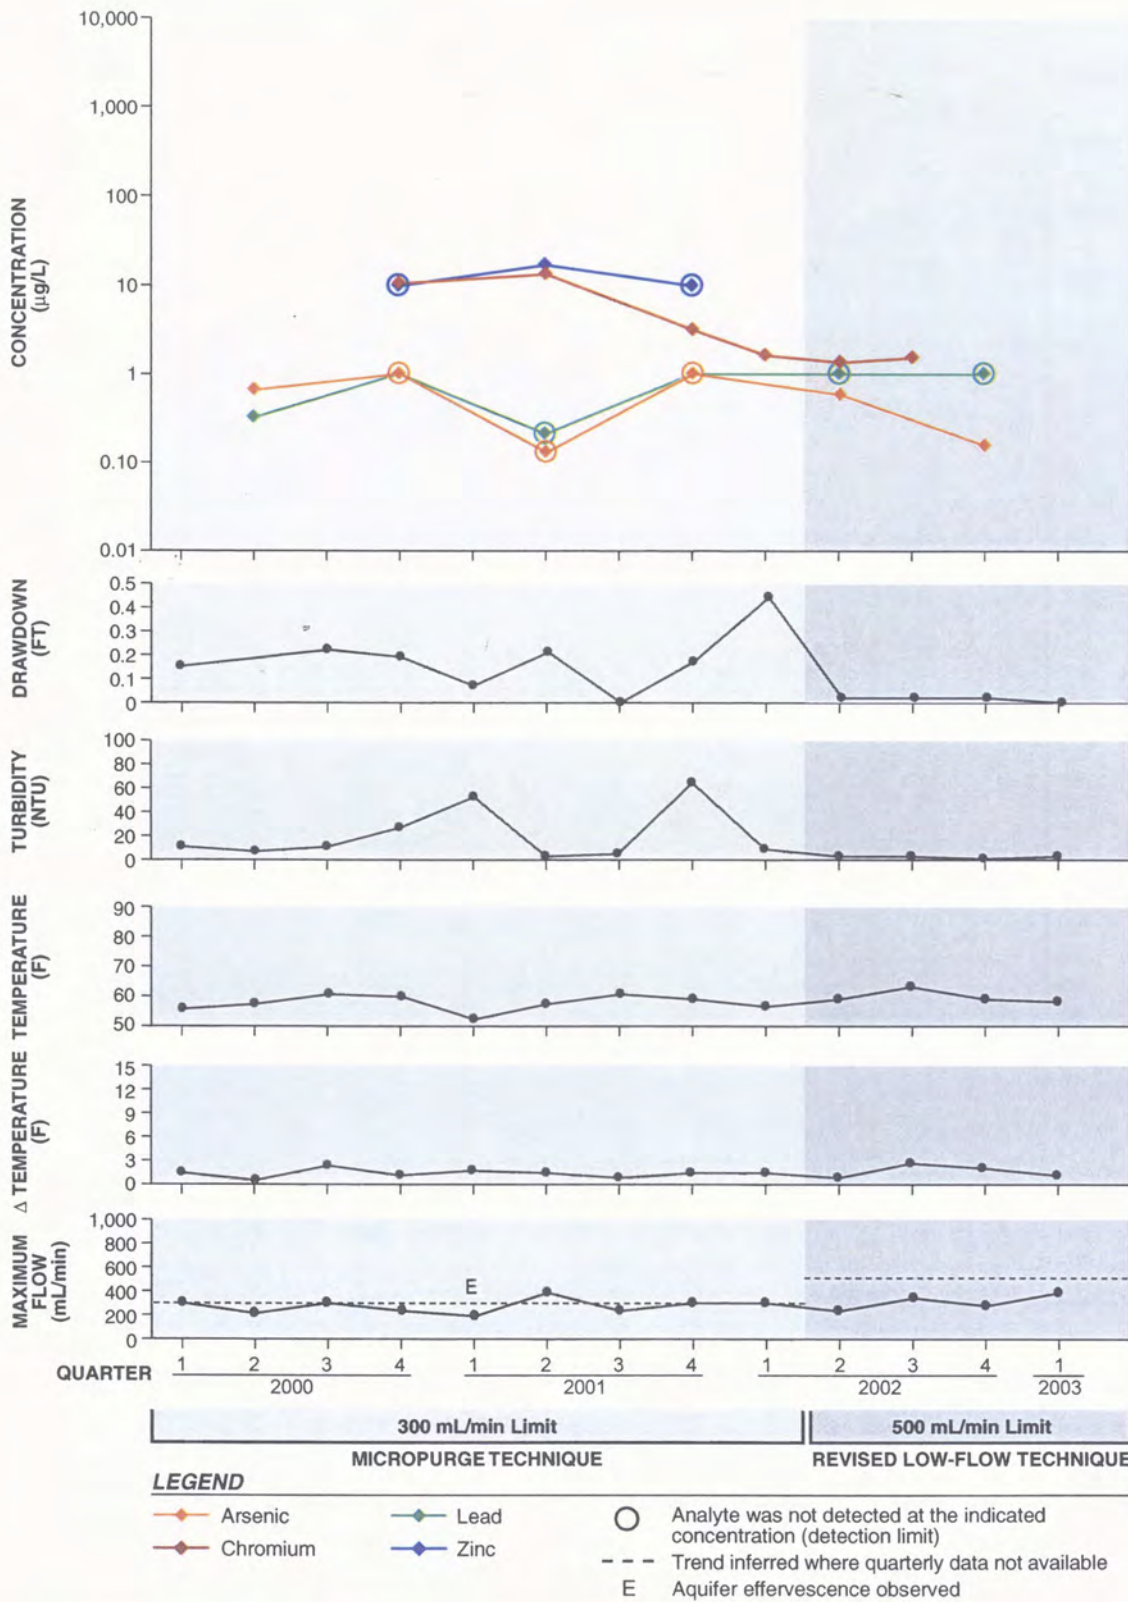 10,000
1,000
100
10
1
0.10
0.01
CONCENTRATION
(µg/L)
0.5
0.4
0.3
0.2
0.1
0
DRAWDOWN
(FT)
100
80
60
40
20
0
TURBIDITY
(NTU)
90
80
70
60
50
TEMPERATURE
(F)
15
12
9
6
3
0
Δ TEMPERATURE
(F)
1,000
800
600
400
200
0
MAXIMUM
FLOW
(mL/min)
E
QUARTER 1 2 3 4 1 2 3 4 1 2 3 4 1
2000 2001 2002 2003
300 mL/min Limit 500 mL/min Limit
MICROPURGE TECHNIQUE REVISED LOW-FLOW TECHNIQUE
LEGEND
Arsenic
Chromium
Lead
Zinc
Analyte was not detected at the indicated
concentration (detection limit)
Trend inferred where quarterly data not available
E Aquifer effervescence observed